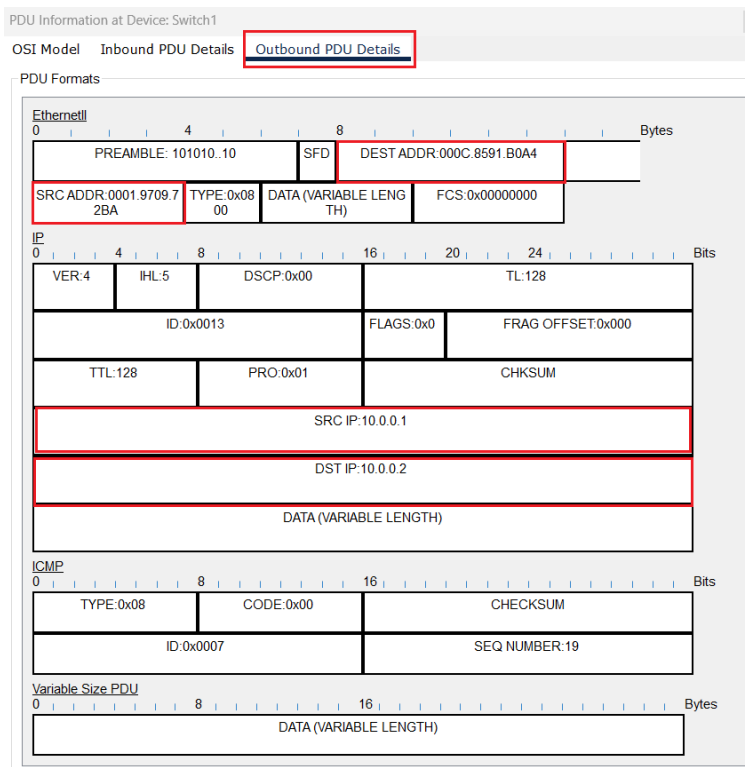 PDU Information at Device: Switch1
OSI Model Inbound PDU Details Outbound PDU Details
PDU Formats
EthernetII
0 4 8 Bytes
PREAMBLE: 101010..10 SFD DEST ADDR:000C.8591.B0A4
SRC ADDR:0001.9709.7 TYPE:0x08 DATA (VARIABLE LENG FCS:0x00000000
2BA 00 TH)
IP
0 4 8 16 20 24 Bits
VER:4 IHL:5 DSCP:0x00 TL:128
ID:0x0013 FLAGS:0x0 FRAG OFFSET:0x000
TTL:128 PRO:0x01 CHKSUM
SRC IP:10.0.0.1
DST IP:10.0.0.2
DATA (VARIABLE LENGTH)
ICMP
0 8 16 Bits
TYPE:0x08 CODE:0x00 CHECKSUM
ID:0x0007 SEQ NUMBER:19
Variable Size PDU
0 8 16 Bytes
DATA (VARIABLE LENGTH)